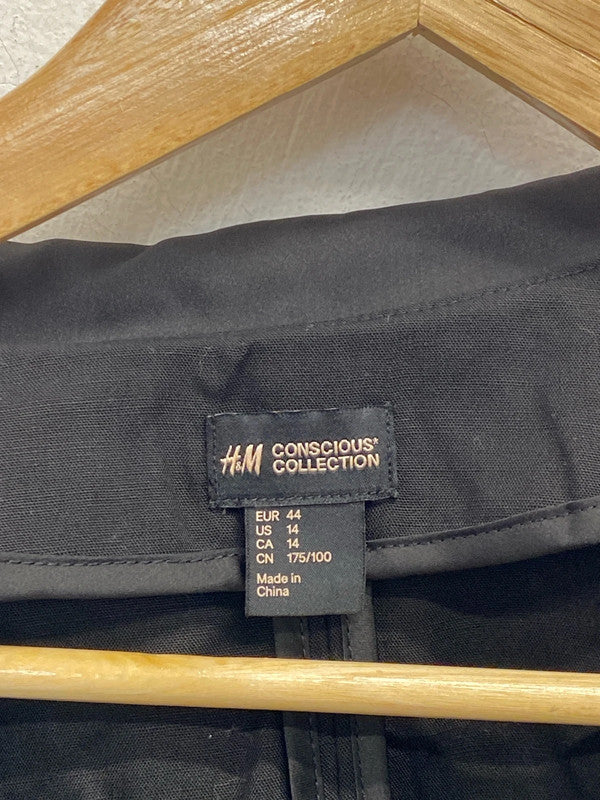 H&M CONSCIOUS*
COLLECTION
EUR 44
US 14
CA 14
CN 175/100
Made in
China